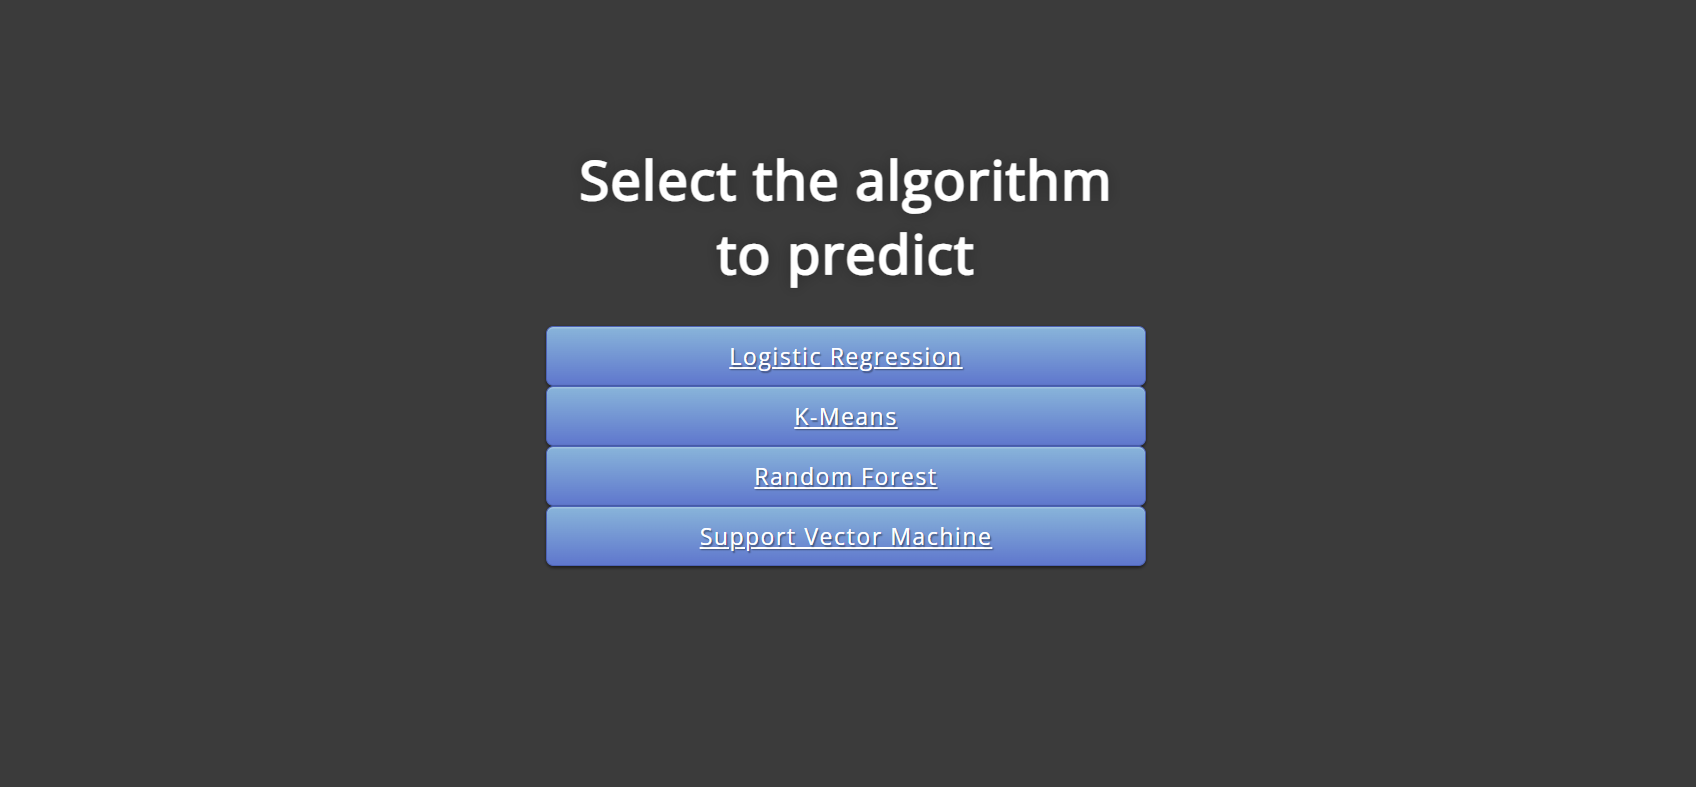 Select the algorithm
to predict
Logistic Regression
K-Means
Random Forest
Support Vector Machine